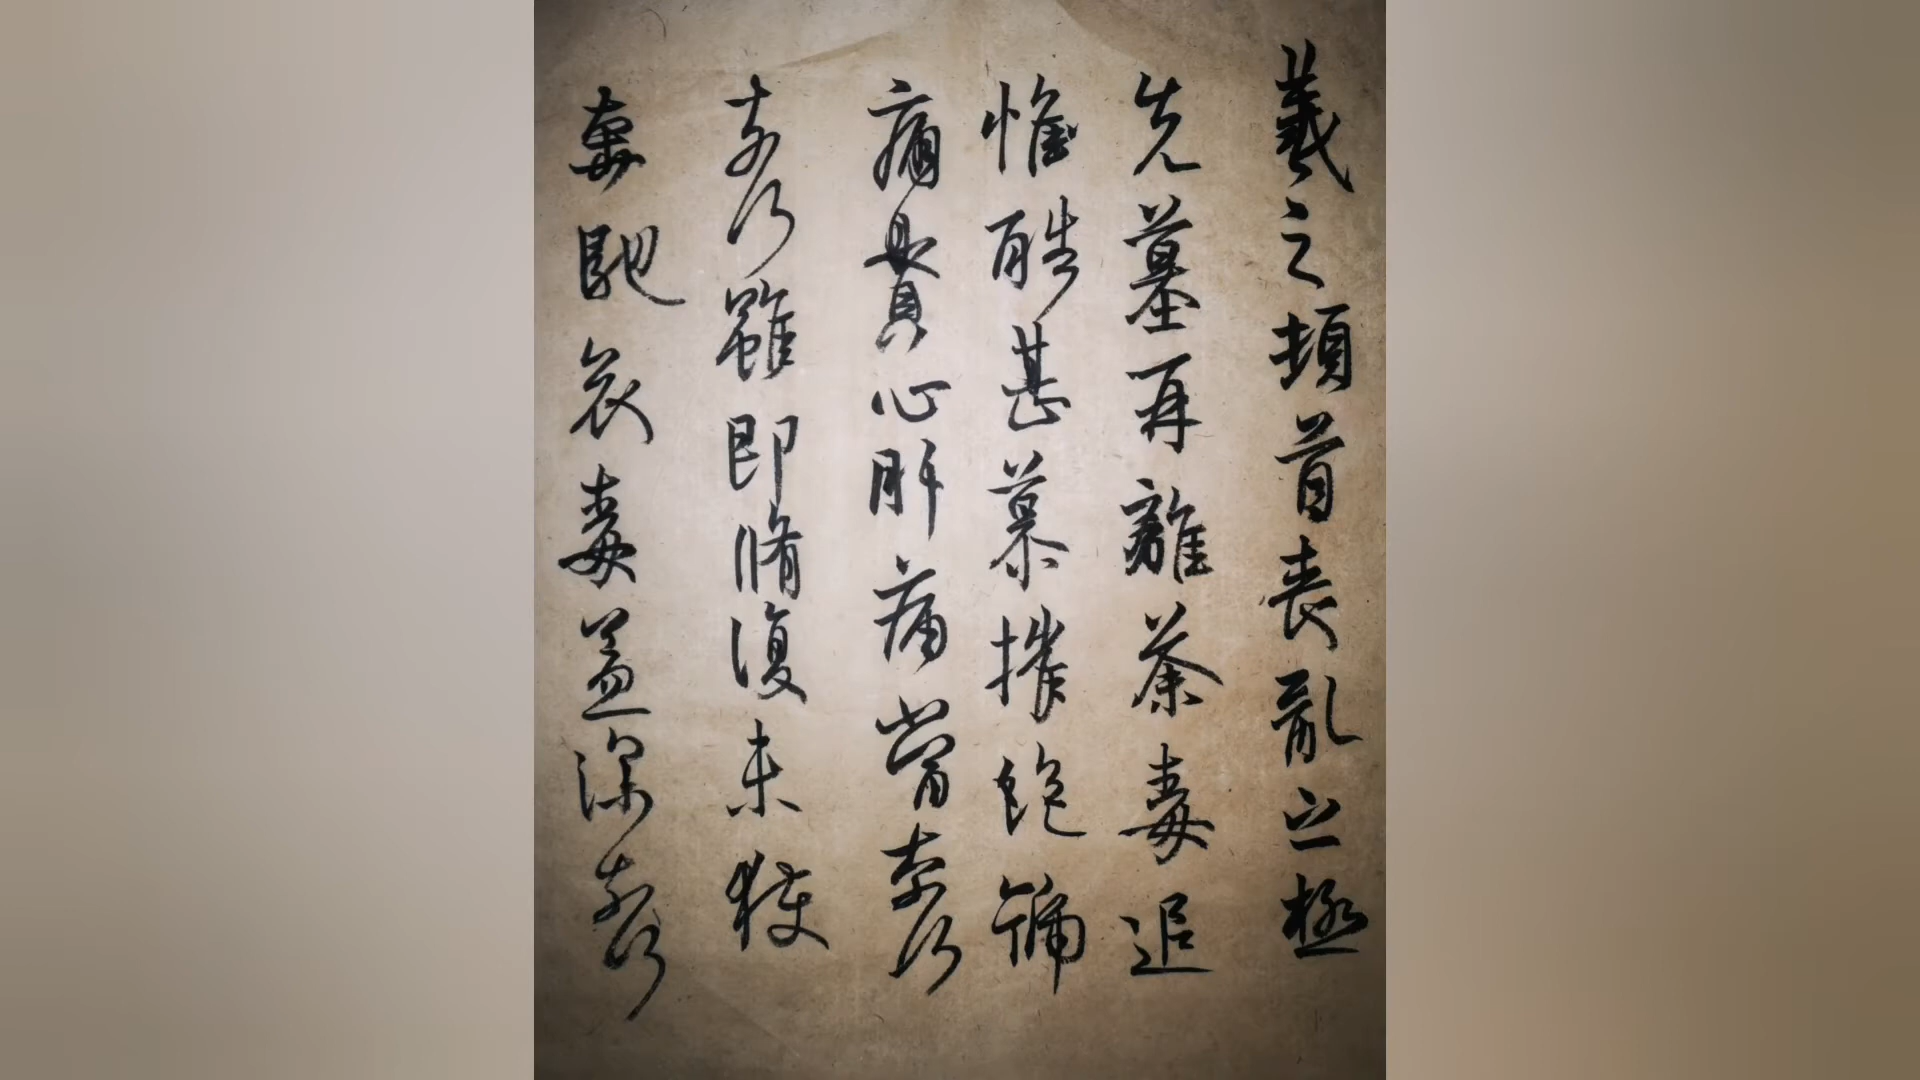 羲之頓首喪亂之極
先墓再離荼毒追
惟酷甚慕摧絕
痛貫心肝痛當奈何
奈何雖即脩復未獲
奔馳哀毒益深奈何